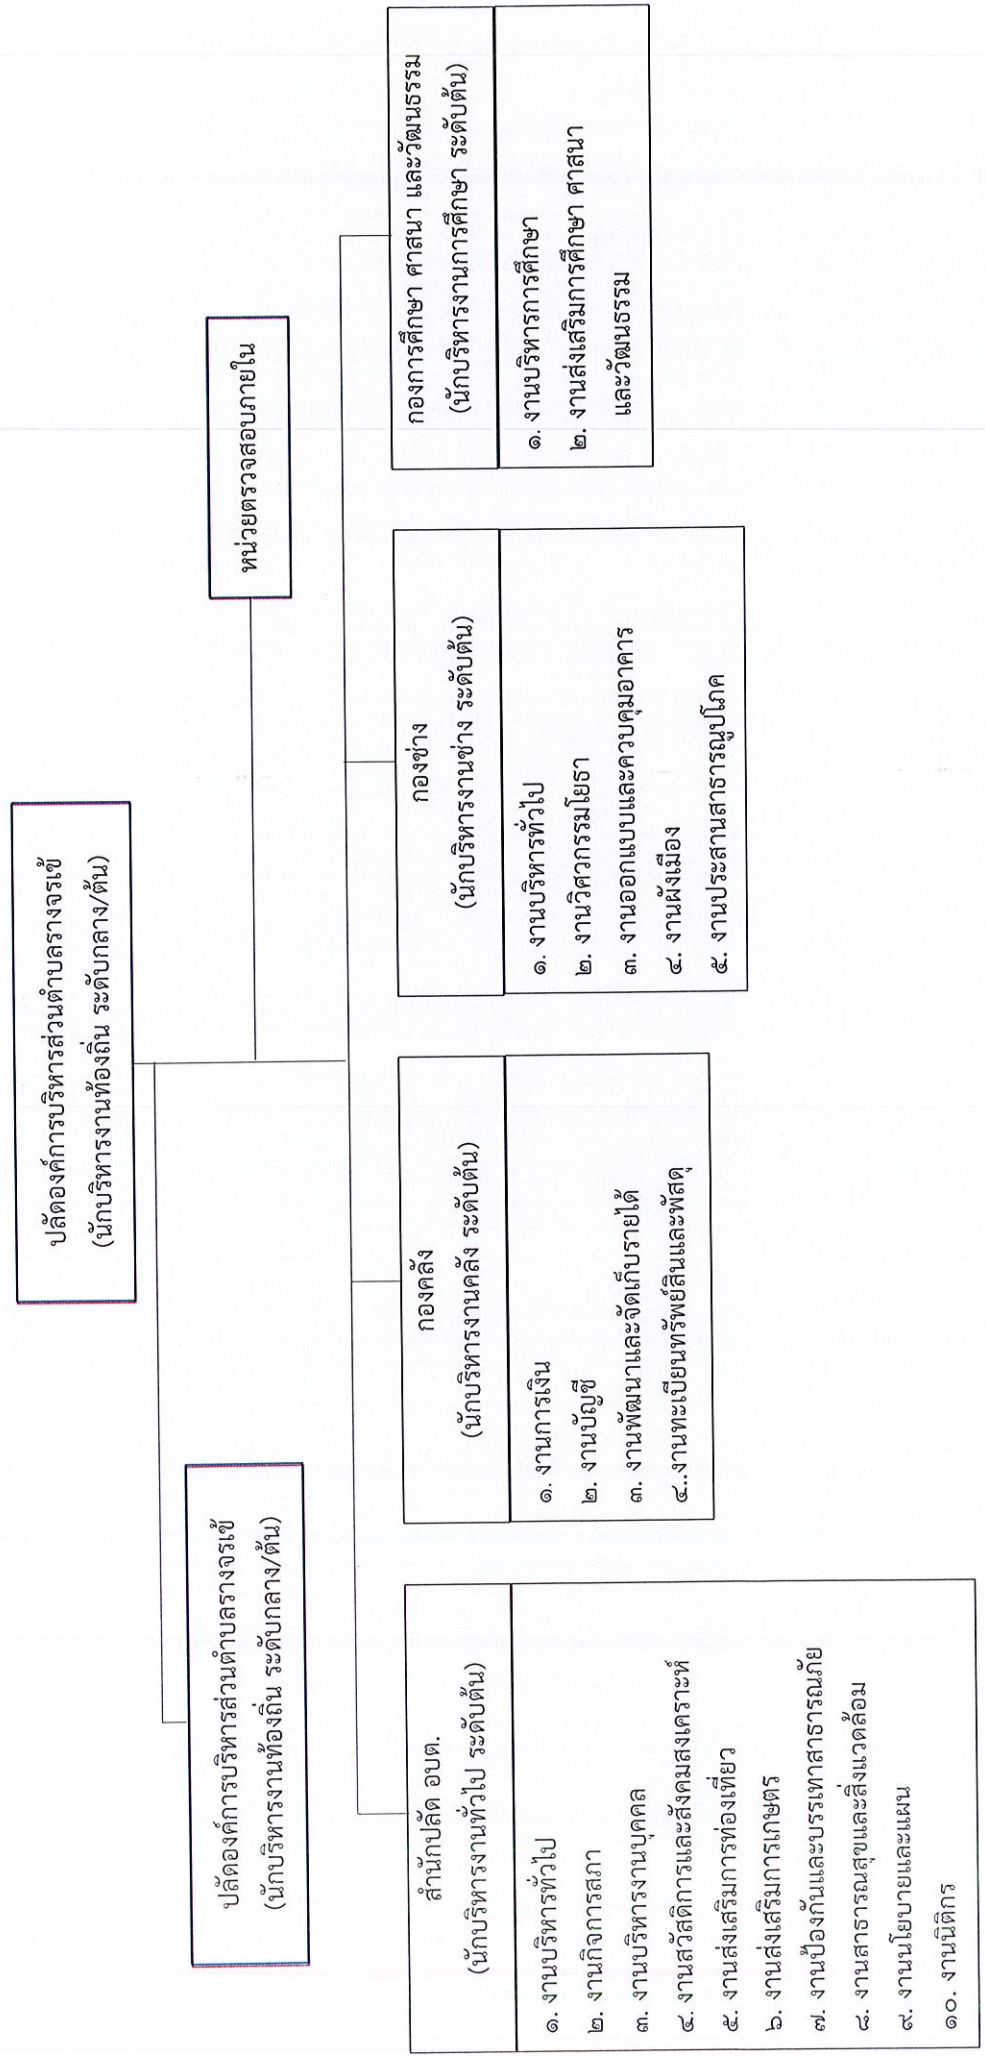 ปลัดองค์การบริหารส่วนตำบลรางจรเข้
(นักบริหารงานท้องถิ่น ระดับกลาง/ต้น)
ปลัดองค์การบริหารส่วนตำบลรางจรเข้
(นักบริหารงานท้องถิ่น ระดับกลาง/ต้น)
หน่วยตรวจสอบภายใน
สำนักปลัด อบต.
(นักบริหารงานทั่วไป ระดับต้น)
๑. งานบริหารทั่วไป
๒. งานกิจการสภา
๓. งานบริหารงานบุคคล
๔. งานสวัสดิการและสังคมสงเคราะห์
๕. งานส่งเสริมการท่องเที่ยว
๖. งานส่งเสริมการเกษตร
๗. งานป้องกันและบรรเทาสาธารณภัย
๘. งานสาธารณสุขและสิ่งแวดล้อม
๙. งานนโยบายและแผน
๑๐. งานนิติกร
กองคลัง
(นักบริหารงานคลัง ระดับต้น)
๑. งานการเงิน
๒. งานบัญชี
๓. งานพัฒนาและจัดเก็บรายได้
๔..งานทะเบียนทรัพย์สินและพัสดุ
กองช่าง
(นักบริหารงานช่าง ระดับต้น)
๑. งานบริหารทั่วไป
๒. งานวิศวกรรมโยธา
๓. งานออกแบบและควบคุมอาคาร
๔. งานผังเมือง
๕. งานประสานสาธารณูปโภค
กองการศึกษา ศาสนา และวัฒนธรรม
(นักบริหารงานการศึกษา ระดับต้น)
๑. งานบริหารการศึกษา
๒. งานส่งเสริมการศึกษา ศาสนา
และวัฒนธรรม